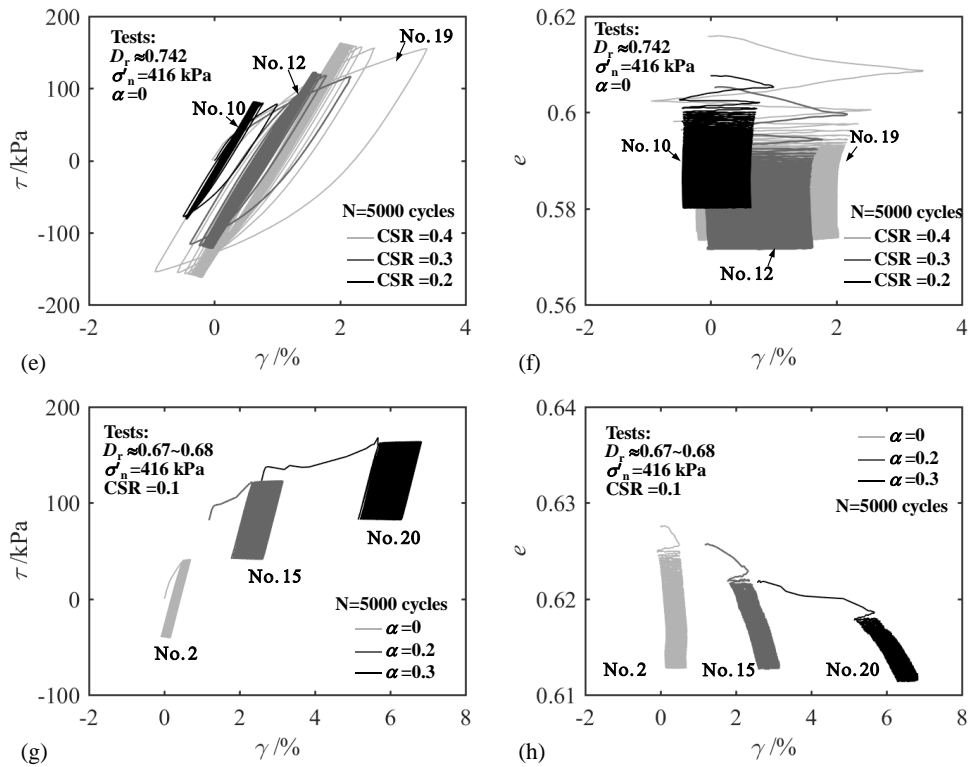 200
100
0
-100
-200
τ /kPa
Tests:
Dr ≈0.742
σ'n =416 kPa
α=0
No. 10
No. 12
No. 19
N=5000 cycles
CSR =0.4
CSR =0.3
CSR =0.2
-2
0
2
4
γ /%
(e)
0.62
0.6
0.58
0.56
e
Tests:
Dr ≈0.742
σ'n =416 kPa
α=0
No. 10
No. 19
No. 12
N=5000 cycles
CSR =0.4
CSR =0.3
CSR =0.2
-2
0
2
4
γ /%
(f)
200
100
0
-100
τ /kPa
Tests:
Dr ≈0.67~0.68
σ'n =416 kPa
CSR =0.1
No. 20
No. 15
No. 2
N=5000 cycles
α =0
α =0.2
α =0.3
0
2
4
6
8
γ /%
(g)
0.64
0.63
0.62
0.61
e
Tests:
Dr ≈0.67~0.68
σ'n =416 kPa
CSR =0.1
α =0
α =0.2
α =0.3
N=5000 cycles
No. 2
No. 15
No. 20
-2
0
2
4
6
8
γ /%
(h)